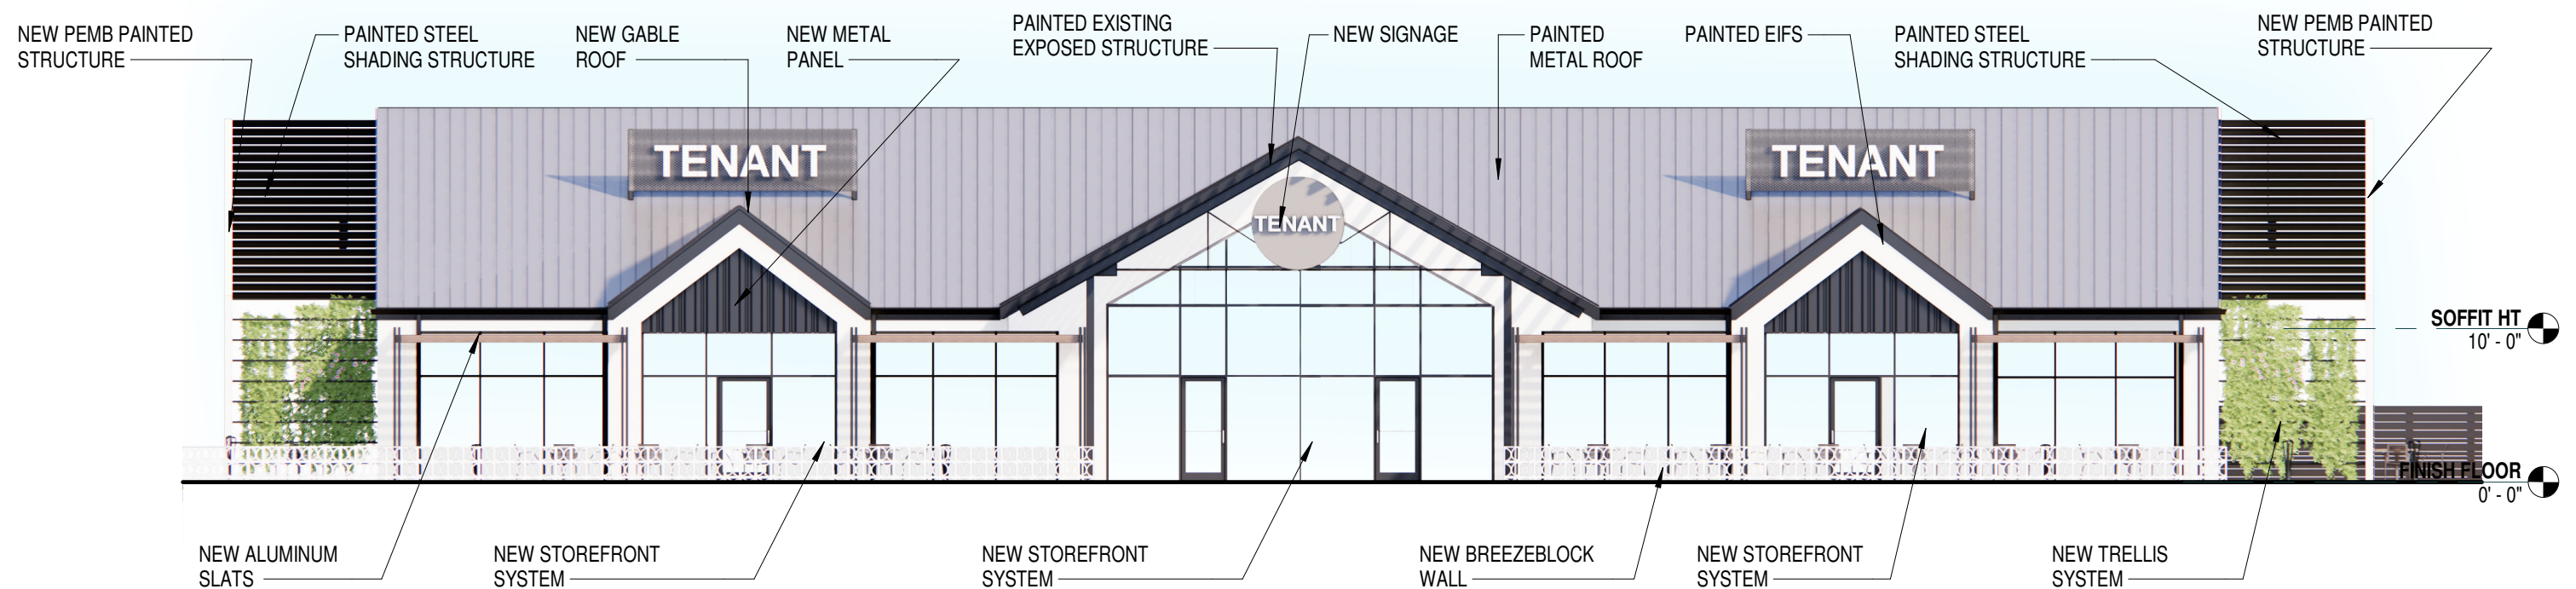 NEW PEMB PAINTED
STRUCTURE
PAINTED STEEL
SHADING STRUCTURE
NEW GABLE
ROOF
NEW METAL
PANEL
PAINTED EXISTING
EXPOSED STRUCTURE
NEW SIGNAGE
PAINTED
METAL ROOF
PAINTED EIFS
PAINTED STEEL
SHADING STRUCTURE
NEW PEMB PAINTED
STRUCTURE
TENANT
TENANT
TENANT
SOFFIT HT
10' - 0"
FINISH FLOOR
0' - 0"
NEW ALUMINUM
SLATS
NEW STOREFRONT
SYSTEM
NEW STOREFRONT
SYSTEM
NEW BREEZEBLOCK
WALL
NEW STOREFRONT
SYSTEM
NEW TRELLIS
SYSTEM